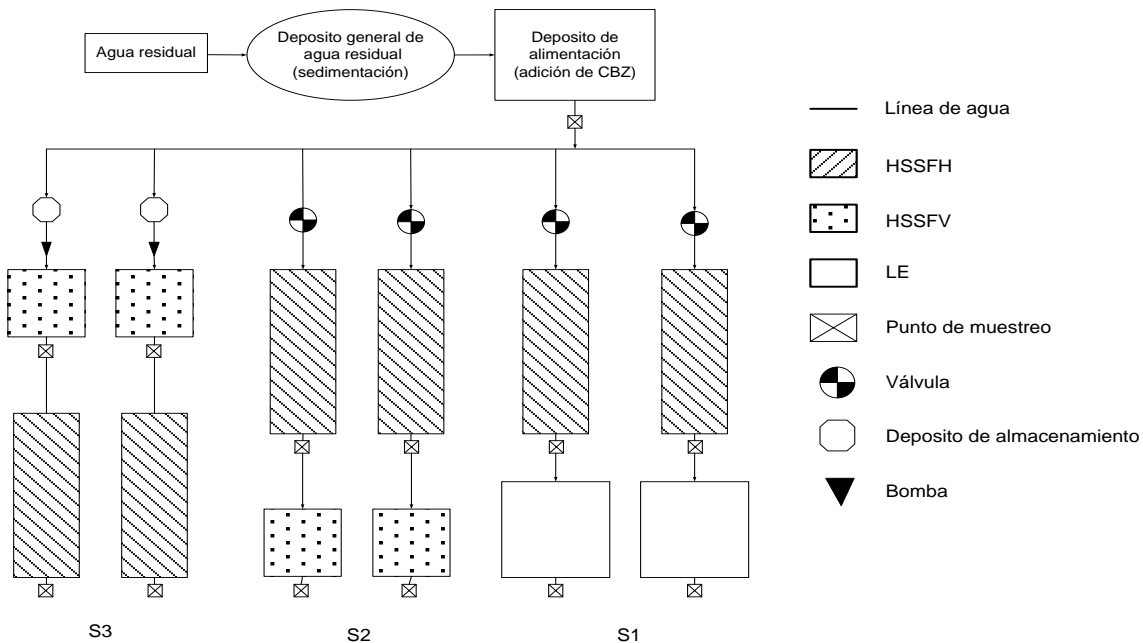 Agua residual
Deposito general de
agua residual
(sedimentación)
Deposito de
alimentación
(adición de CBZ)
Línea de agua
HSSFH
HSSFV
LE
Punto de muestreo
Válvula
Deposito de almacenamiento
Bomba
S3
S2
S1